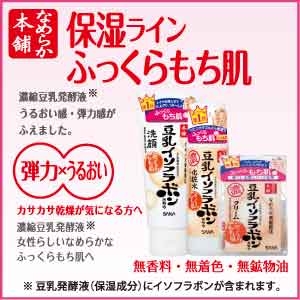 なめらか本舗
保湿ライン
ふっくらもち肌
濃縮豆乳発酵液※
うるおい感・弾力感が
ふえました。
弾力×うるおい
カサカサ乾燥が気になる方へ
濃縮豆乳発酵液※
女性らしいなめらかな
ふっくらもち肌へ
洗顔
豆乳イソフラボン
SANA
豆乳イソフラボン
化粧水
SANA
もち肌
豆乳イソフラボン
クリーム
SANA
無香料・無着色・無鉱物油
※ 豆乳発酵液(保湿成分)にイソフラボンが含まれます。